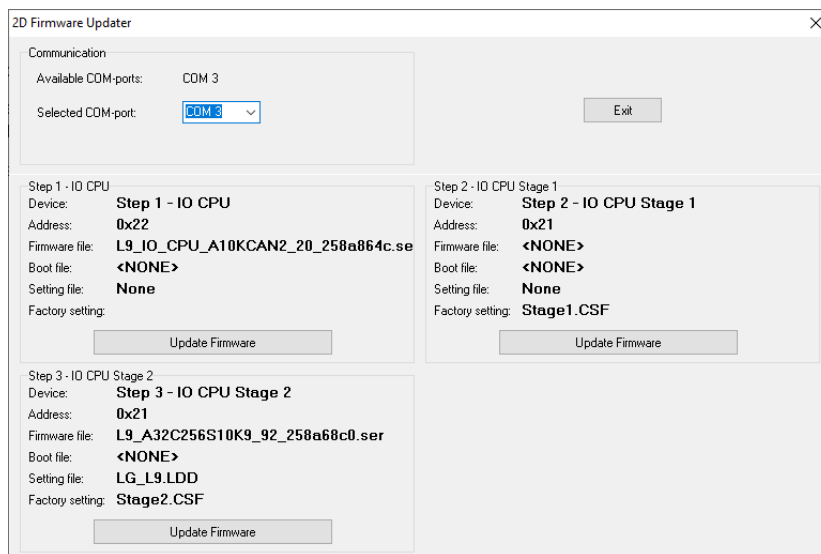 2D Firmware Updater
Communication
Available COM-ports: COM 3
Selected COM-port: COM 3
Exit
Step 1 - IO CPU
Device: Step 1 - IO CPU
Address: 0x22
Firmware file: L9_IO_CPU_A10KCAN2_20_258a864c.se
Boot file: <NONE>
Setting file: None
Factory setting:
Update Firmware
Step 2 - IO CPU Stage 1
Device: Step 2 - IO CPU Stage 1
Address: 0x21
Firmware file: <NONE>
Boot file: <NONE>
Setting file: None
Factory setting: Stage1.CSF
Update Firmware
Step 3 - IO CPU Stage 2
Device: Step 3 - IO CPU Stage 2
Address: 0x21
Firmware file: L9_A32C256S10K9_92_258a68c0.ser
Boot file: <NONE>
Setting file: LG_L9.LDD
Factory setting: Stage2.CSF
Update Firmware